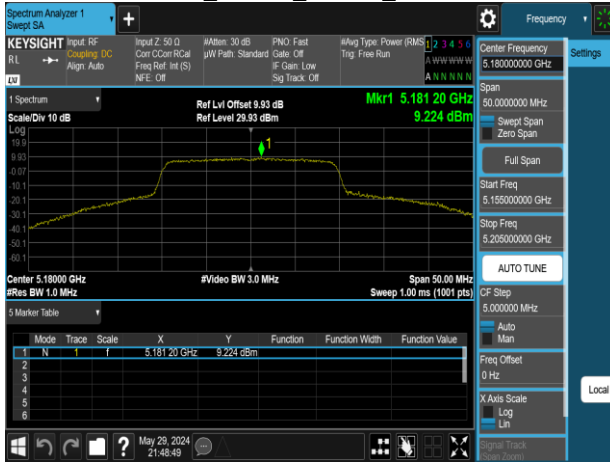 Spectrum Analyzer 1
Swept SA
+
Frequency
KEYSIGHT
RL
LXI
Input: RF
Coupling: DC
Align: Auto
Input Z: 50 Ω
Corr CCorr RCal
Freq Ref: Int (S)
NFE: Off
#Atten: 30 dB
µW Path: Standard
PNO: Fast
Gate: Off
IF Gain: Low
Sig Track: Off
#Avg Type: Power (RMS
Trig: Free Run
1 2 3 4 5 6
A W W W W W
A N N N N N
1 Spectrum
Scale/Div 10 dB
Ref Lvl Offset 9.93 dB
Ref Level 29.93 dBm
Mkr1 5.181 20 GHz
9.224 dBm
Log
19.9
9.93
-0.07
-10.1
-20.1
-30.1
-40.1
-50.1
-60.1
1
Center 5.18000 GHz
#Res BW 1.0 MHz
#Video BW 3.0 MHz
Span 50.00 MHz
Sweep 1.00 ms (1001 pts)
5 Marker Table
Mode Trace Scale X Y Function Function Width Function Value
1 N 1 f 5.181 20 GHz 9.224 dBm
2
3
4
5
6
Center Frequency
5.180000000 GHz
Span
50.0000000 MHz
Swept Span
Zero Span
Full Span
Start Freq
5.155000000 GHz
Stop Freq
5.205000000 GHz
AUTO TUNE
CF Step
5.000000 MHz
Auto
Man
Freq Offset
0 Hz
X Axis Scale
Log
Lin
Signal Track
(Span Zoom)
Settings
Local
?
May 29, 2024
21:48:49